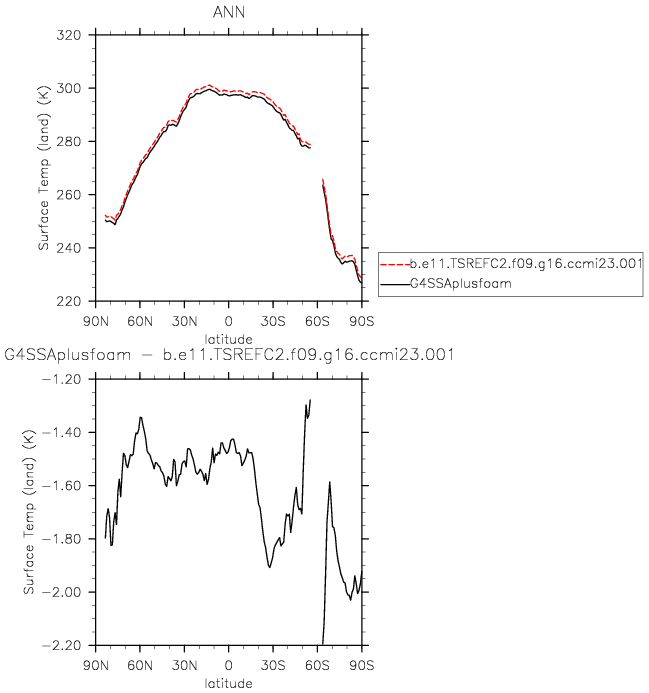 ANN
Surface Temp (land) (K)
320
300
280
260
240
220
90N 60N 30N 0 30S 60S 90S
latitude
b.e11.TSREFC2.f09.g16.ccmi23.001
G4SSAplusfoam
G4SSAplusfoam − b.e11.TSREFC2.f09.g16.ccmi23.001
Surface Temp (land) (K)
−1.20
−1.40
−1.60
−1.80
−2.00
−2.20
90N 60N 30N 0 30S 60S 90S
latitude